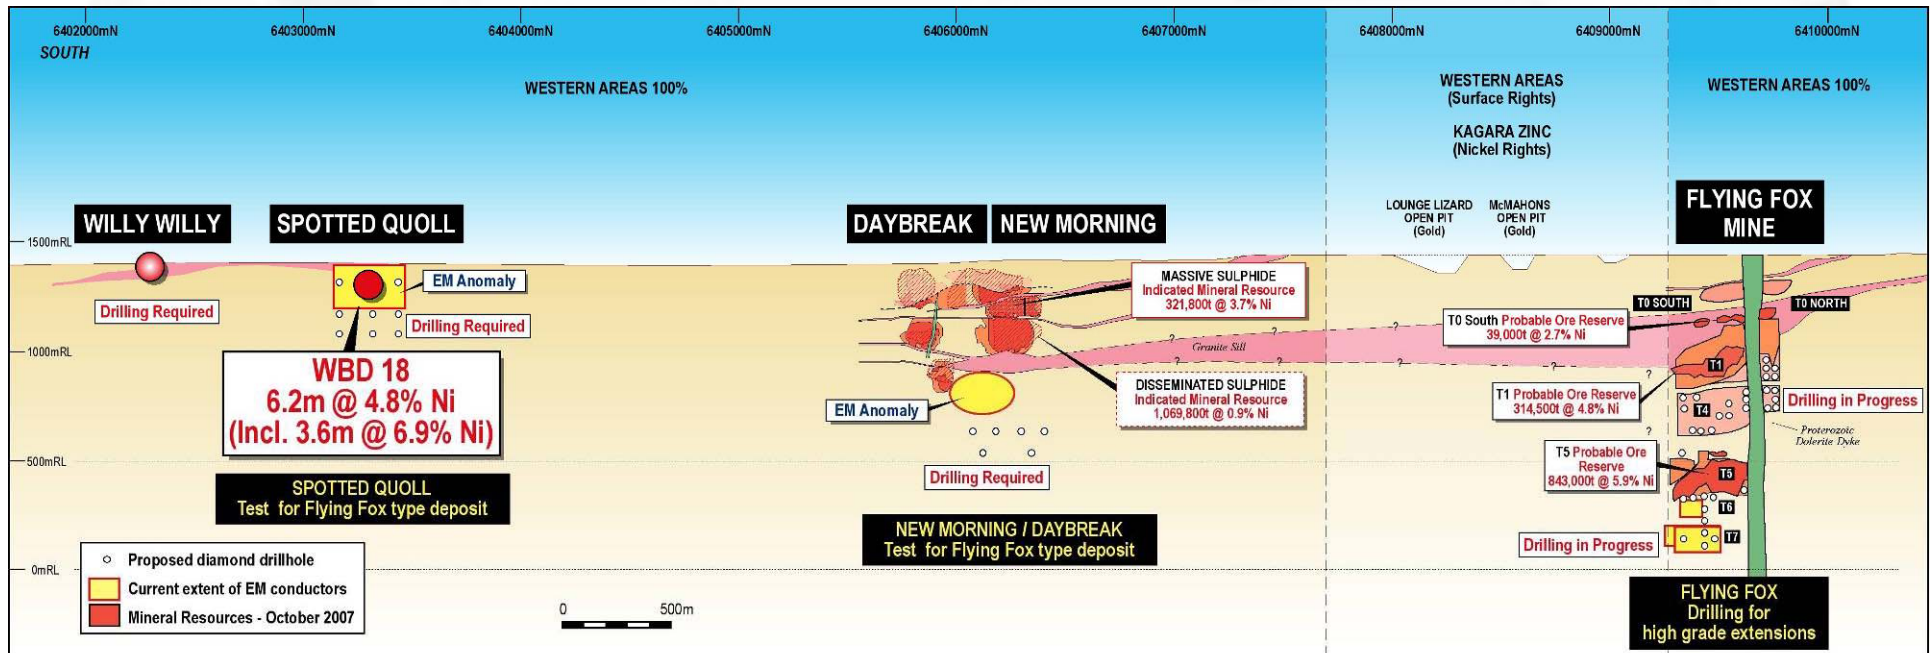 6402000mN
6403000mN
6404000mN
6405000mN
6406000mN
6407000mN
6408000mN
6409000mN
6410000mN
SOUTH
WESTERN AREAS 100%
WESTERN AREAS
(Surface Rights)
KAGARA ZINC
(Nickel Rights)
WESTERN AREAS 100%
WILLY WILLY
SPOTTED QUOLL
DAYBREAK
NEW MORNING
LOUNGE LIZARD
OPEN PIT
(Gold)
McMAHONS
OPEN PIT
(Gold)
FLYING FOX
MINE
1500mRL
1000mRL
500mRL
0mRL
Drilling Required
EM Anomaly
Drilling Required
WBD 18
6.2m @ 4.8% Ni
(Incl. 3.6m @ 6.9% Ni)
SPOTTED QUOLL
Test for Flying Fox type deposit
MASSIVE SULPHIDE
Indicated Mineral Resource
321,800t @ 3.7% Ni
DISSEMINATED SULPHIDE
Indicated Mineral Resource
1,069,800t @ 0.9% Ni
EM Anomaly
Drilling Required
NEW MORNING / DAYBREAK
Test for Flying Fox type deposit
? ? ? ? ? ? ? ?
Granite Sill
T0 SOUTH
T0 NORTH
T0 South Probable Ore Reserve
39,000t @ 2.7% Ni
T1
T1 Probable Ore Reserve
314,500t @ 4.8% Ni
T4
Drilling in Progress
Proterozoic
Dolerite Dyke
T5 Probable Ore
Reserve
843,000t @ 5.9% Ni
T5
T6
T7
Drilling in Progress
FLYING FOX
Drilling for
high grade extensions
Proposed diamond drillhole
Current extent of EM conductors
Mineral Resources - October 2007
0 500m